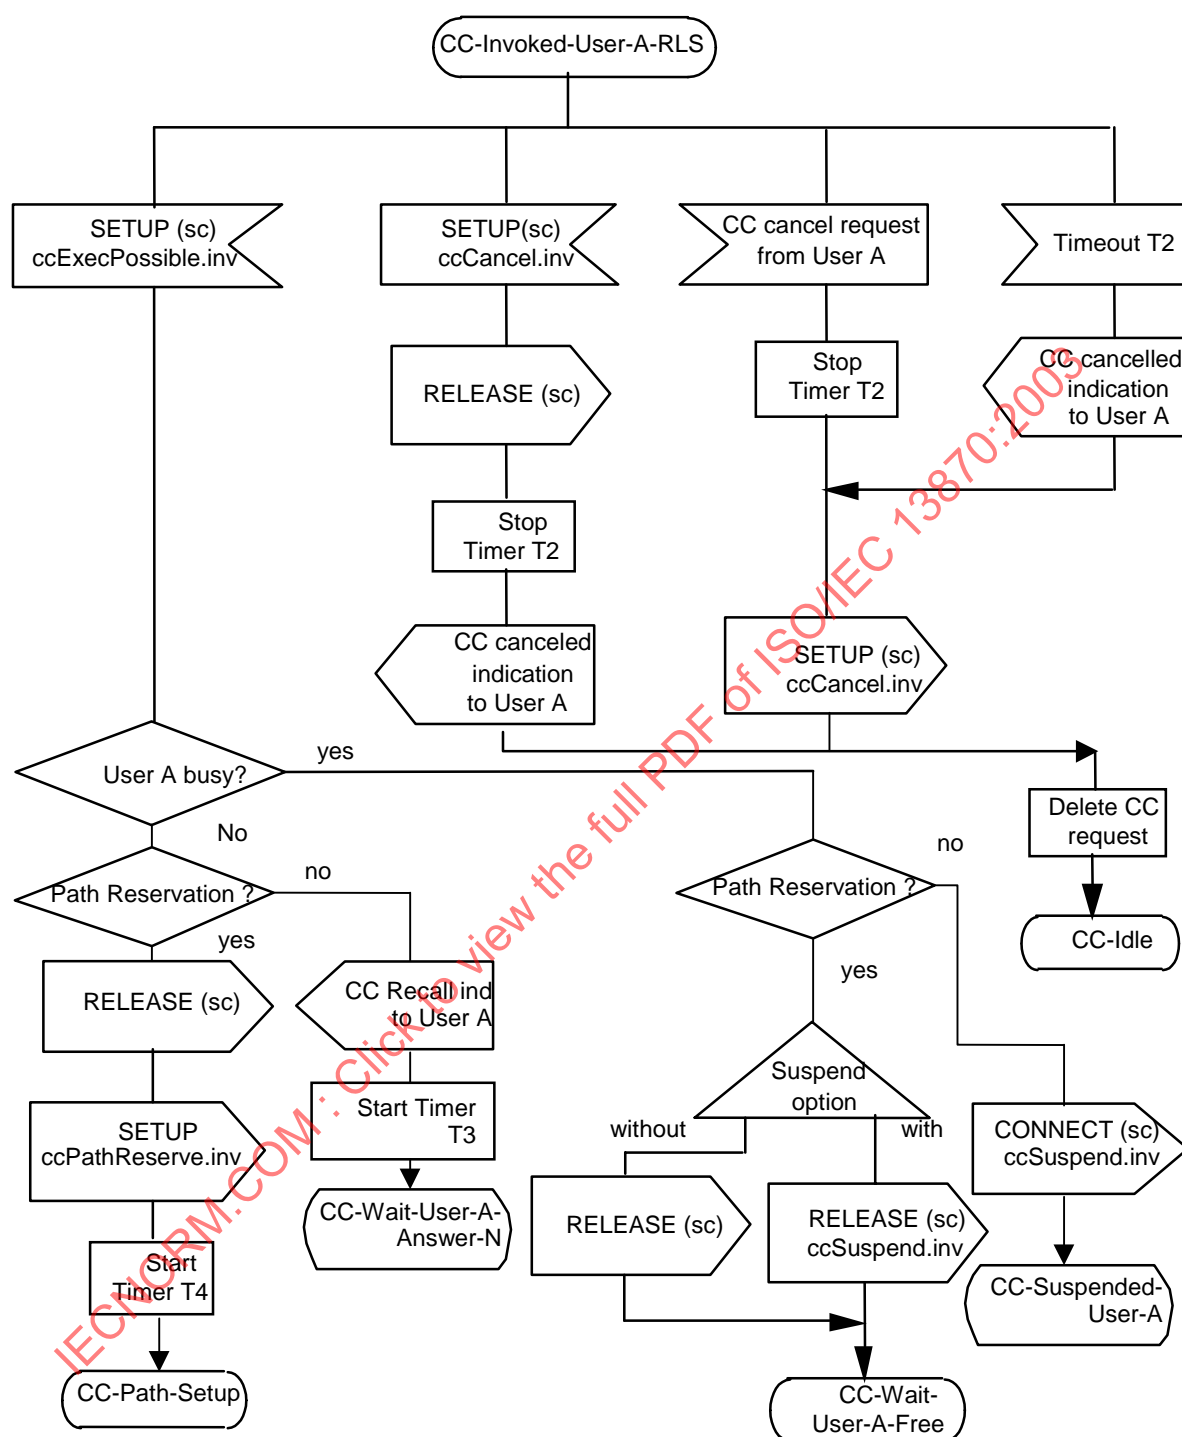 CC-Invoked-User-A-RLS
SETUP (sc)
ccExecPossible.inv
SETUP(sc)
ccCancel.inv
CC cancel request
from User A
Timeout T2
RELEASE (sc)
Stop
Timer T2
CC cancelled
indication
to User A
Stop
Timer T2
CC canceled
indication
to User A
SETUP (sc)
ccCancel.inv
User A busy?
yes
No
Delete CC
request
CC-Idle
Path Reservation ?
no
yes
Path Reservation ?
no
yes
RELEASE (sc)
CC Recall ind
to User A
Suspend
option
without
with
SETUP
ccPathReserve.inv
Start Timer
T3
CONNECT (sc)
ccSuspend.inv
RELEASE (sc)
RELEASE (sc)
ccSuspend.inv
Start
Timer T4
CC-Wait-User-A-
Answer-N
CC-Suspended-
User-A
CC-Path-Setup
CC-Wait-
User-A-Free
IECNORM.COM : Click to view the full PDF of ISO/IEC 13870:2003